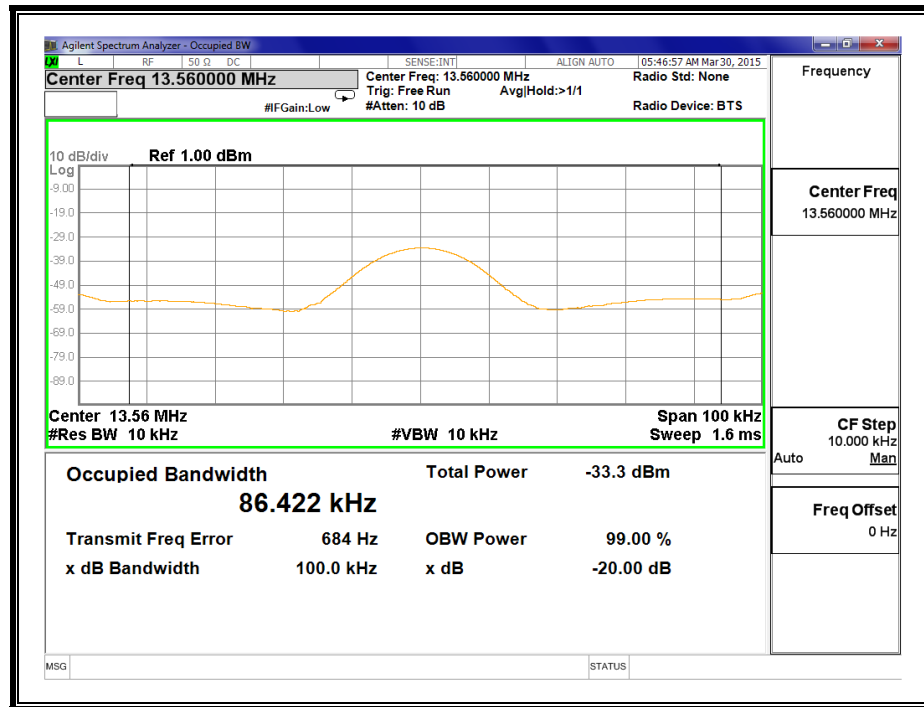 Agilent Spectrum Analyzer - Occupied BW
LXI L RF 50 Ω DC SENSE:INT ALIGN AUTO 05:46:57 AM Mar 30, 2015
Center Freq 13.560000 MHz
#IFGain:Low
Center Freq: 13.560000 MHz
Trig: Free Run Avg|Hold:>1/1
#Atten: 10 dB
Radio Std: None
Radio Device: BTS
Frequency
10 dB/div Ref 1.00 dBm
Log
-9.00
-19.0
-29.0
-39.0
-49.0
-59.0
-69.0
-79.0
-89.0
Center 13.56 MHz Span 100 kHz
#Res BW 10 kHz #VBW 10 kHz Sweep 1.6 ms
Center Freq
13.560000 MHz
CF Step
10.000 kHz
Auto Man
Freq Offset
0 Hz
Occupied Bandwidth Total Power -33.3 dBm
86.422 kHz
Transmit Freq Error 684 Hz OBW Power 99.00 %
x dB Bandwidth 100.0 kHz x dB -20.00 dB
MSG STATUS